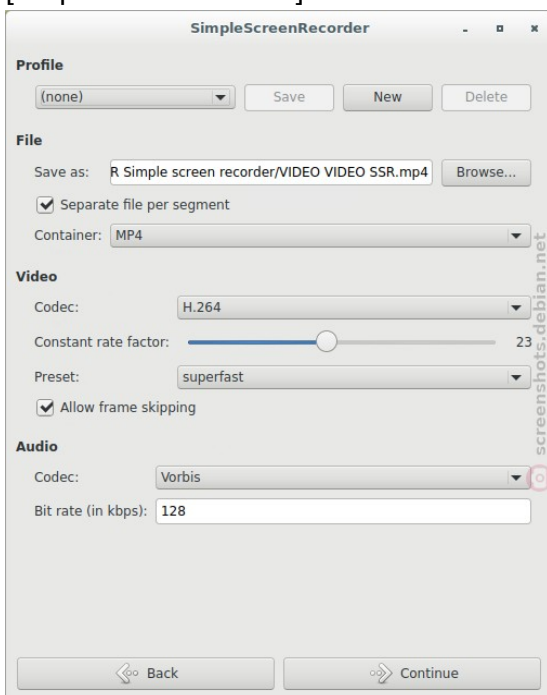 SimpleScreenRecorder
Profile
(none) Save New Delete
File
Save as: R Simple screen recorder/VIDEO VIDEO SSR.mp4 Browse...
Separate file per segment
Container: MP4
Video
Codec: H.264
Constant rate factor: 23
Preset: superfast
Allow frame skipping
Audio
Codec: Vorbis
Bit rate (in kbps): 128
Back Continue
screenshots.debian.net